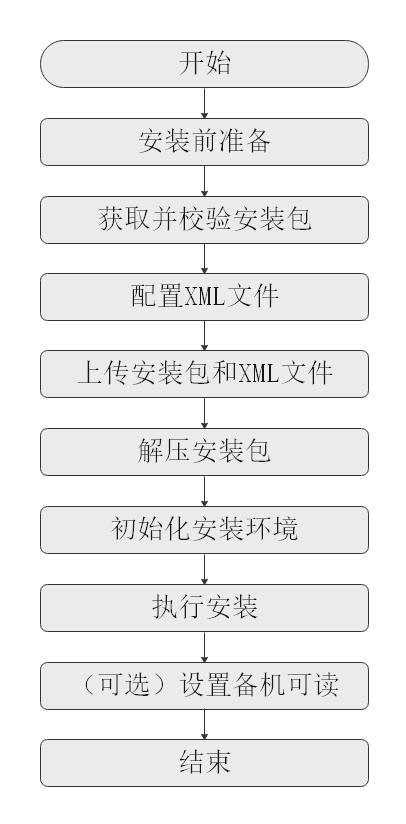 开始
安装前准备
获取并校验安装包
配置XML文件
上传安装包和XML文件
解压安装包
初始化安装环境
执行安装
（可选）设置备机可读
结束